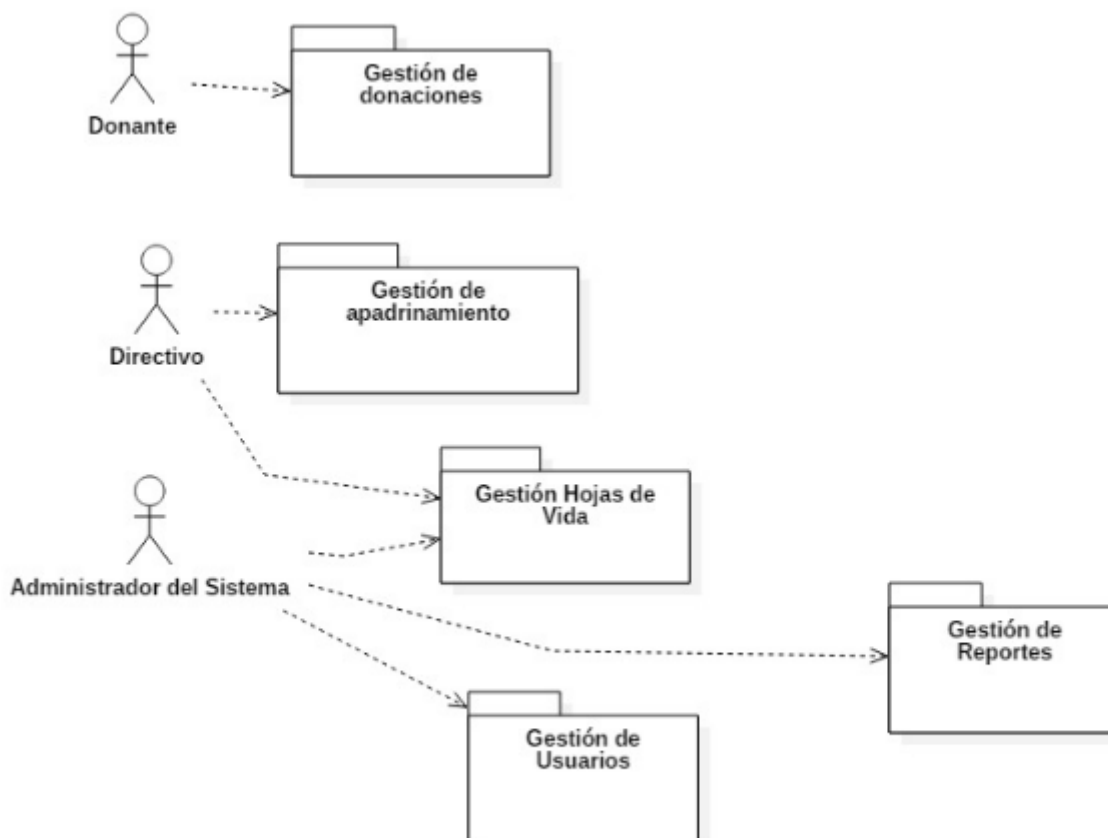 Gestión de
donaciones
Donante
Gestión de
apadrinamiento
Directivo
Gestión Hojas de
Vida
Administrador del Sistema
Gestión de
Reportes
Gestión de
Usuarios